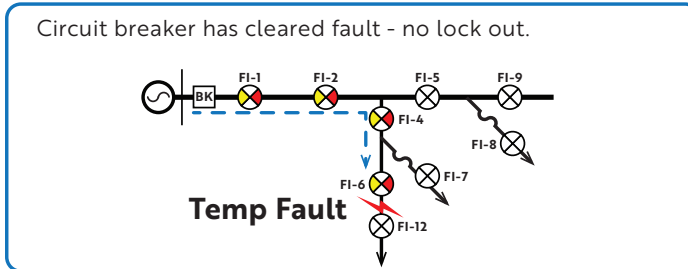 Circuit breaker has cleared fault - no lock out.
FI-1 FI-2 FI-5 FI-9
BK
FI-4
FI-8
FI-7
FI-6
Temp Fault
FI-12